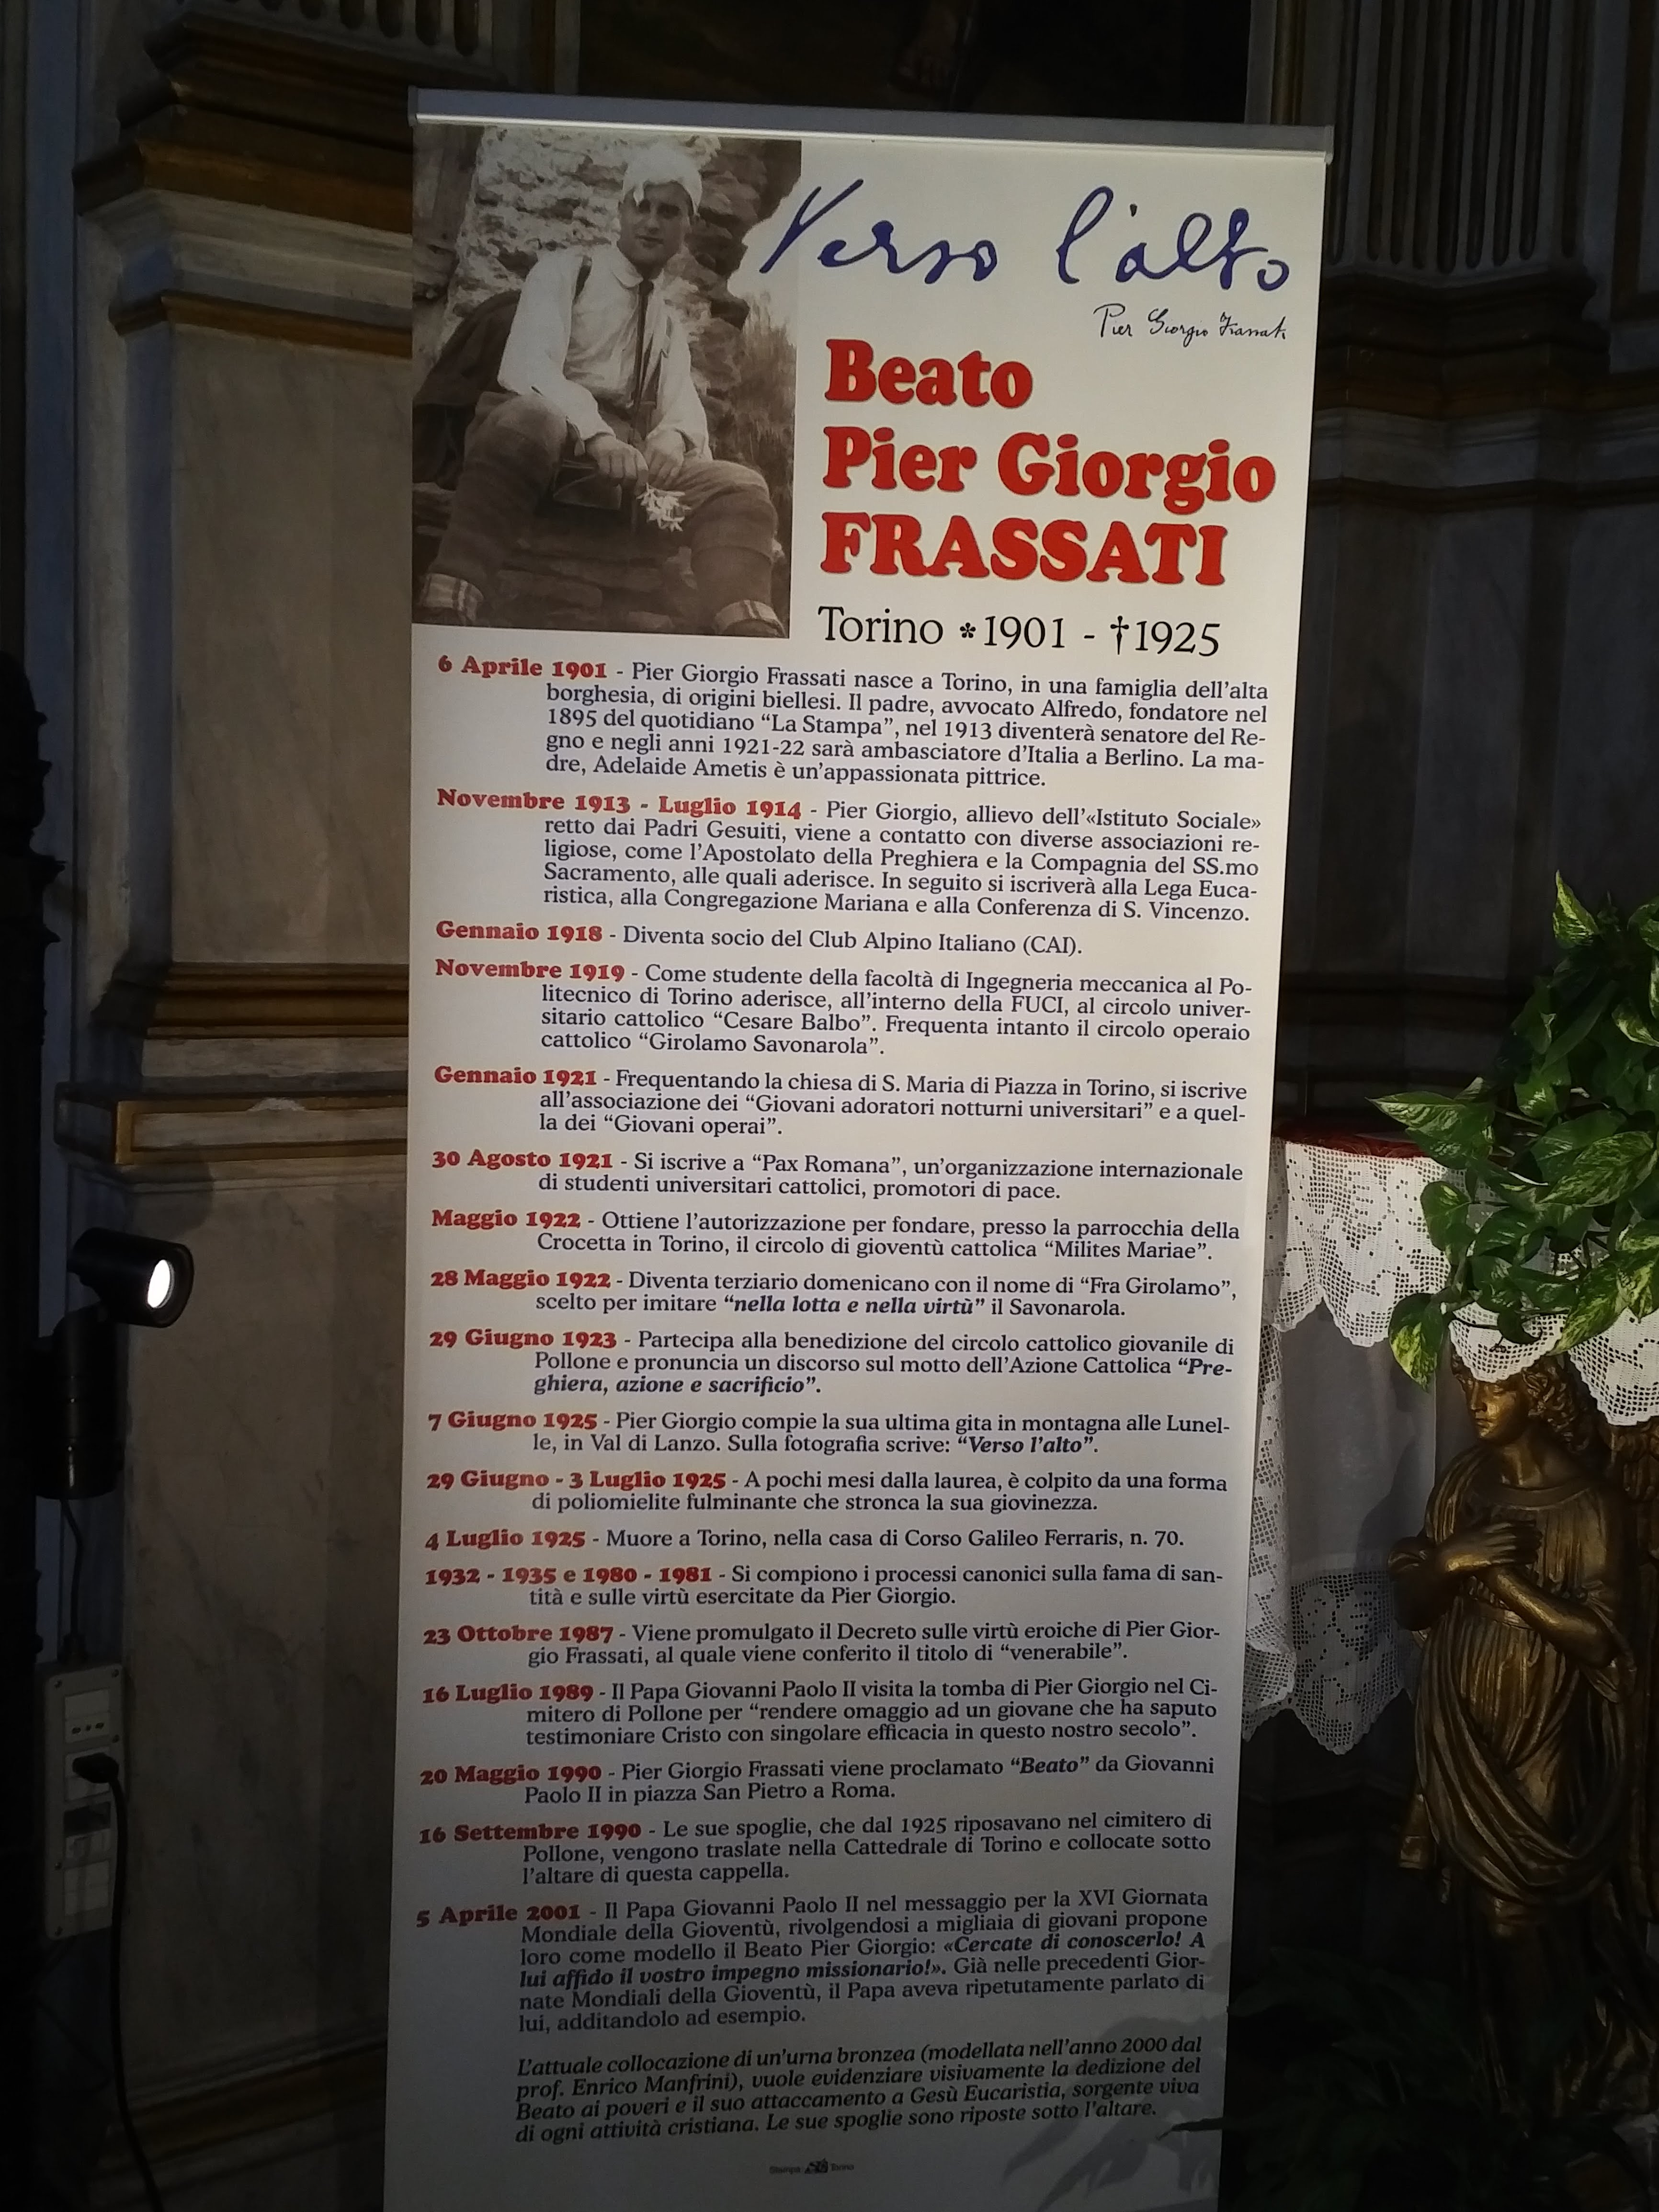 Verso l'alto
Pier Giorgio Frassati
Beato
Pier Giorgio
FRASSATI
Torino *1901 - †1925
6 Aprile 1901 - Pier Giorgio Frassati nasce a Torino, in una famiglia dell'alta
borghesia, di origini biellesi. Il padre, avvocato Alfredo, fondatore nel
1895 del quotidiano “La Stampa”, nel 1913 diventerà senatore del Re-
gno e negli anni 1921-22 sarà ambasciatore d'Italia a Berlino. La ma-
dre, Adelaide Ametis è un'appassionata pittrice.
Novembre 1913 - Luglio 1914 - Pier Giorgio, allievo dell'«Istituto Sociale»
retto dai Padri Gesuiti, viene a contatto con diverse associazioni re-
ligiose, come l'Apostolato della Preghiera e la Compagnia del SS.mo
Sacramento, alle quali aderisce. In seguito si iscriverà alla Lega Euca-
ristica, alla Congregazione Mariana e alla Conferenza di S. Vincenzo.
Gennaio 1918 - Diventa socio del Club Alpino Italiano (CAI).
Novembre 1919 - Come studente della facoltà di Ingegneria meccanica al Po-
litecnico di Torino aderisce, all'interno della FUCI, al circolo univer-
sitario cattolico “Cesare Balbo”. Frequenta intanto il circolo operaio
cattolico “Girolamo Savonarola”.
Gennaio 1921 - Frequentando la chiesa di S. Maria di Piazza in Torino, si iscrive
all'associazione dei “Giovani adoratori notturni universitari” e a quel-
la dei “Giovani operai”.
30 Agosto 1921 - Si iscrive a “Pax Romana”, un'organizzazione internazionale
di studenti universitari cattolici, promotori di pace.
Maggio 1922 - Ottiene l'autorizzazione per fondare, presso la parrocchia della
Crocetta in Torino, il circolo di gioventù cattolica “Milites Mariae”.
28 Maggio 1922 - Diventa terziario domenicano con il nome di “Fra Girolamo”,
scelto per imitare “nella lotta e nella virtù” il Savonarola.
29 Giugno 1923 - Partecipa alla benedizione del circolo cattolico giovanile di
Pollone e pronuncia un discorso sul motto dell'Azione Cattolica “Pre-
ghiera, azione e sacrificio”.
7 Giugno 1925 - Pier Giorgio compie la sua ultima gita in montagna alle Lunel-
le, in Val di Lanzo. Sulla fotografia scrive: “Verso l'alto”.
29 Giugno - 3 Luglio 1925 - A pochi mesi dalla laurea, è colpito da una forma
di poliomielite fulminante che stronca la sua giovinezza.
4 Luglio 1925 - Muore a Torino, nella casa di Corso Galileo Ferraris, n. 70.
1932 - 1935 e 1980 - 1981 - Si compiono i processi canonici sulla fama di san-
tità e sulle virtù esercitate da Pier Giorgio.
23 Ottobre 1987 - Viene promulgato il Decreto sulle virtù eroiche di Pier Gior-
gio Frassati, al quale viene conferito il titolo di “venerabile”.
16 Luglio 1989 - Il Papa Giovanni Paolo II visita la tomba di Pier Giorgio nel Ci-
mitero di Pollone per “rendere omaggio ad un giovane che ha saputo
testimoniare Cristo con singolare efficacia in questo nostro secolo”.
20 Maggio 1990 - Pier Giorgio Frassati viene proclamato “Beato” da Giovanni
Paolo II in piazza San Pietro a Roma.
16 Settembre 1990 - Le sue spoglie, che dal 1925 riposavano nel cimitero di
Pollone, vengono traslate nella Cattedrale di Torino e collocate sotto
l'altare di questa cappella.
5 Aprile 2001 - Il Papa Giovanni Paolo II nel messaggio per la XVI Giornata
Mondiale della Gioventù, rivolgendosi a migliaia di giovani propone
loro come modello il Beato Pier Giorgio: «Cercate di conoscerlo! A
lui affido il vostro impegno missionario!». Già nelle precedenti Gior-
nate Mondiali della Gioventù, il Papa aveva ripetutamente parlato di
lui, additandolo ad esempio.
L'attuale collocazione di un'urna bronzea (modellata nell'anno 2000 dal
prof. Enrico Manfrini), vuole evidenziare visivamente la dedizione del
Beato ai poveri e il suo attaccamento a Gesù Eucaristia, sorgente viva
di ogni attività cristiana. Le sue spoglie sono riposte sotto l'altare.
Torino